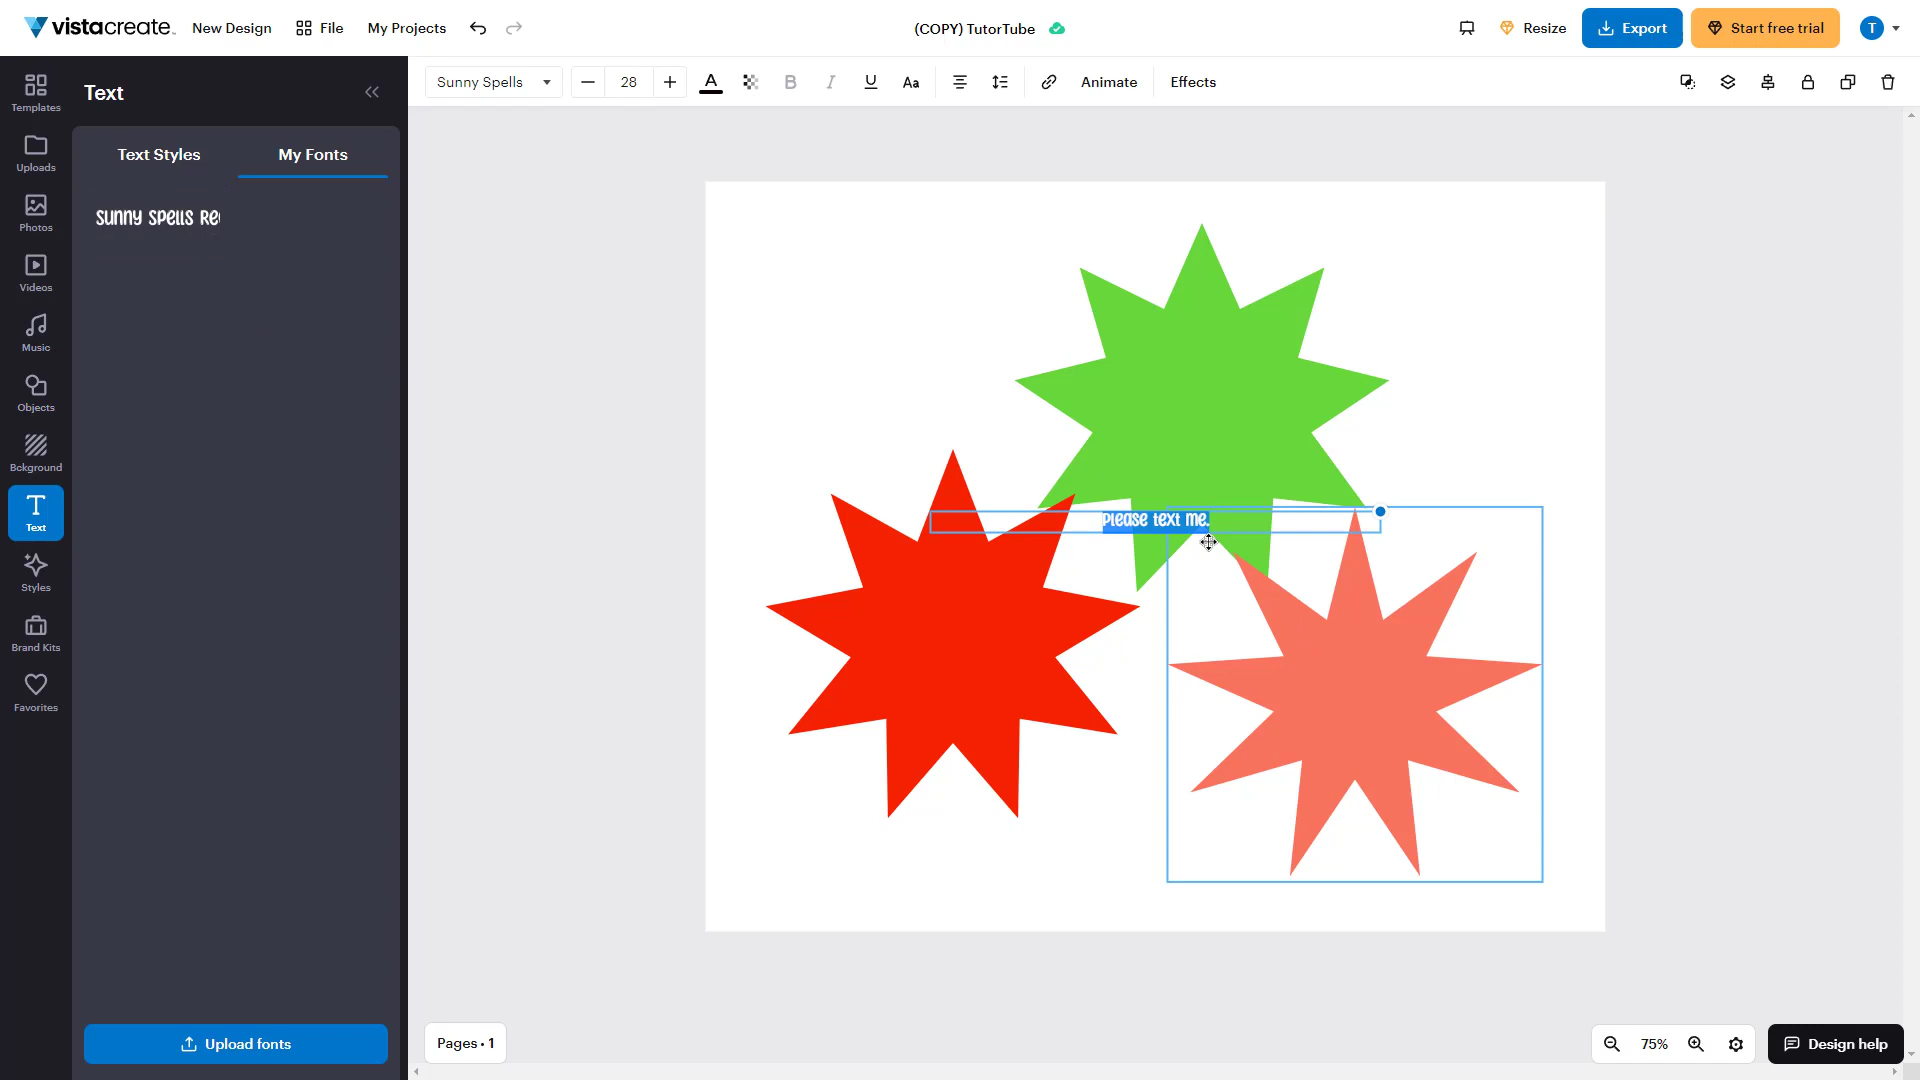 vistacreate
New Design
File
My Projects
(COPY) TutorTube
Resize
Export
Start free trial
T
Templates
Uploads
Photos
Videos
Music
Objects
Bckground
Text
Styles
Brand Kits
Favorites
Text
Text Styles
My Fonts
Sunny Spells Re
Upload fonts
Sunny Spells
28
A
B
I
U
Aa
Animate
Effects
Please text me.
Pages • 1
75%
Design help